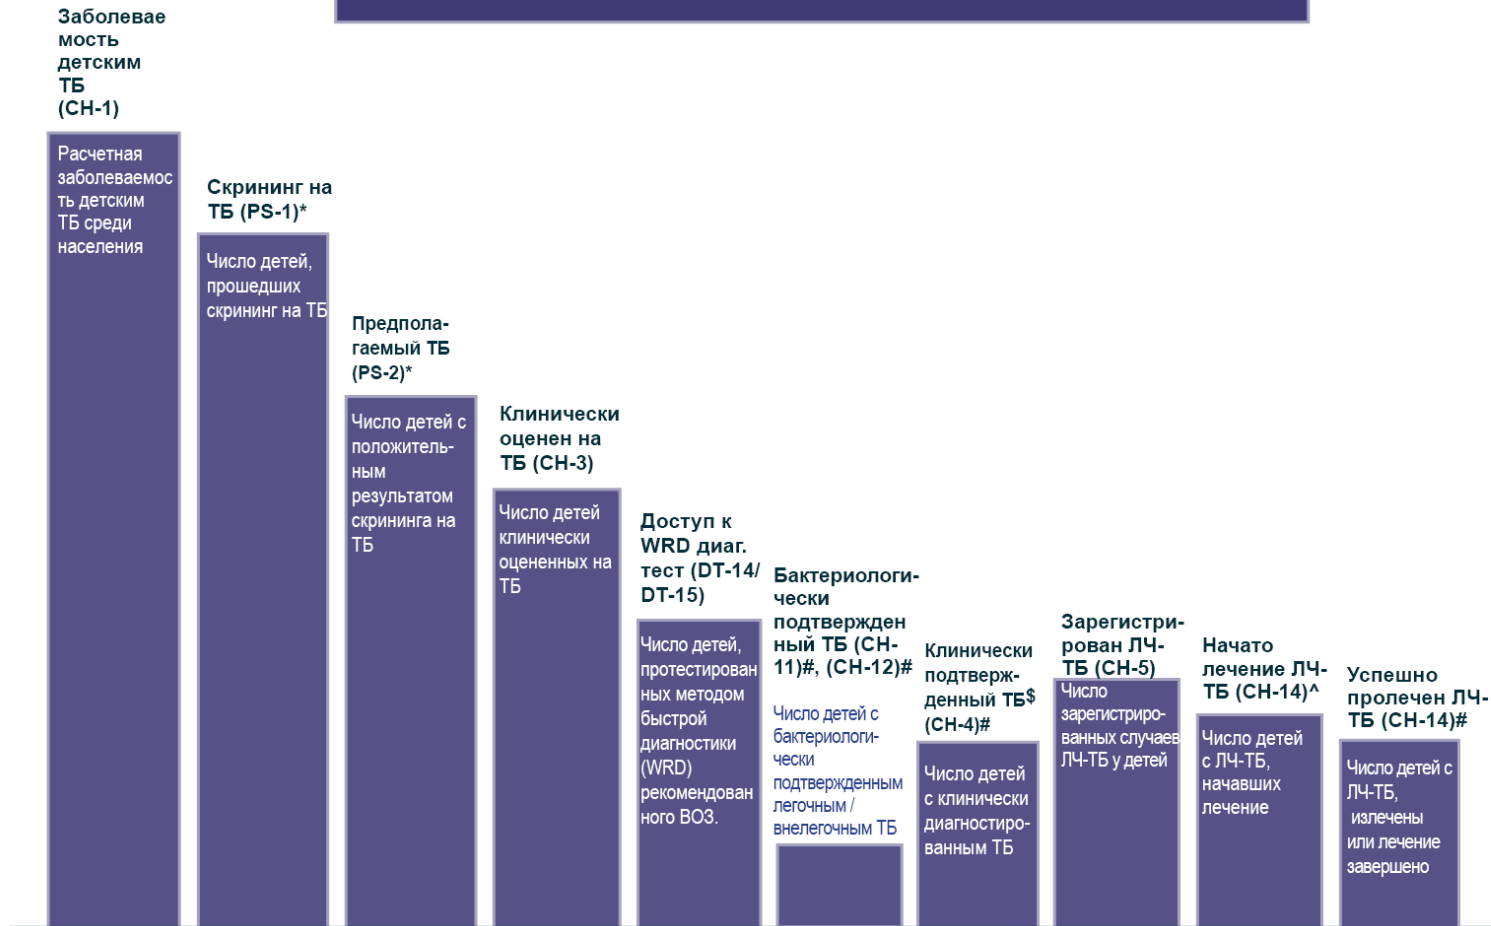 Заболевае
мость
детским
ТБ
(СН-1)
Расчетная
заболеваемос
ть детским
ТБ среди
населения
Скрининг на
ТБ (PS-1)*
Число детей,
прошедших
скрининг на ТБ
Предпола-
гаемый ТБ
(PS-2)*
Число детей с
положитель-
ным
результатом
скрининга на
ТБ
Клинически
оценен на
ТБ (СН-3)
Число детей
клинически
оцененных на
ТБ
Доступ к
WRD диаг.
тест (DT-14/
DT-15)
Число детей,
протестирован
ных методом
быстрой
диагностики
(WRD)
рекомендован
ного ВОЗ.
Бактериологи-
чески
подтвержден
ный ТБ (СН-
11)#, (СН-12)#
Число детей с
бактериологи-
чески
подтвержденным
легочным /
внелегочным ТБ
Клинически
подтверж-
денный ТБ$
(СН-4)#
Число детей
с клинически
диагностиро-
ванным ТБ
Зарегистри-
рован ЛЧ-
ТБ (СН-5)
Число
зарегистриро-
ванных случаев
ЛЧ-ТБ у детей
Начато
лечение ЛЧ-
ТБ (СН-14)^
Число детей
с ЛЧ-ТБ,
начавших
лечение
Успешно
пролечен ЛЧ-
ТБ (СН-14)#
Число детей с
ЛЧ-ТБ,
излечены
или лечение
завершено